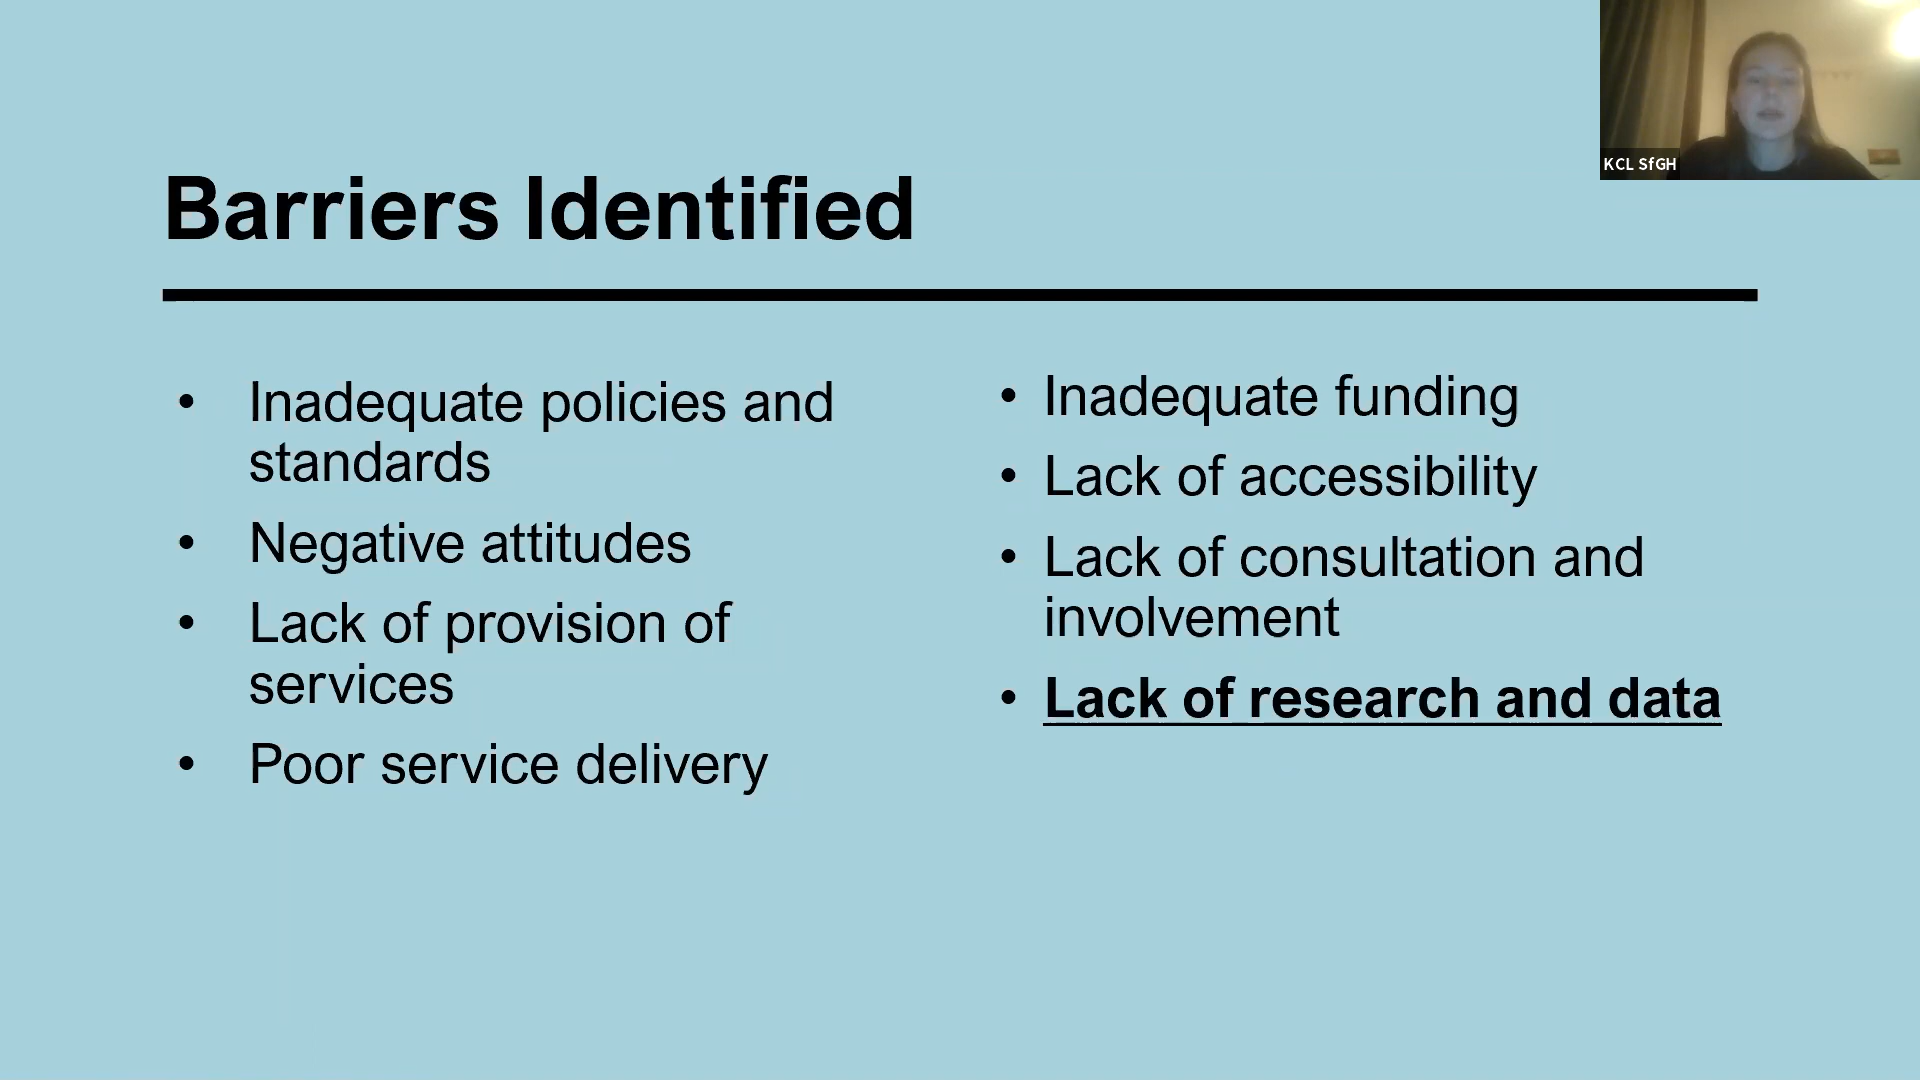 KCL SfGH
Barriers Identified
• Inadequate policies and
standards
• Negative attitudes
• Lack of provision of
services
• Poor service delivery
• Inadequate funding
• Lack of accessibility
• Lack of consultation and
involvement
• Lack of research and data